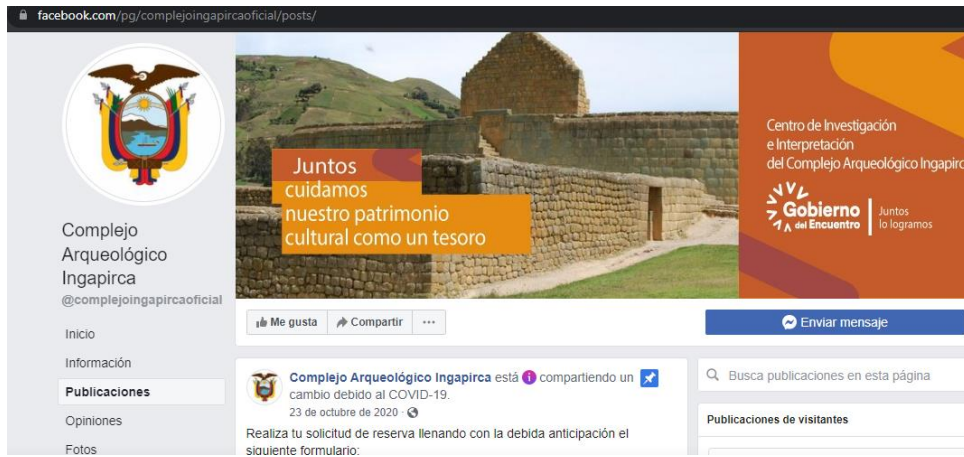 facebook.com/pg/complejoingapircaoficial/posts/
Complejo
Arqueológico
Ingapirca
@complejoingapircaoficial
Inicio
Información
Publicaciones
Opiniones
Fotos
Juntos
cuidamos
nuestro patrimonio
cultural como un tesoro
Centro de Investigación
e Interpretación
del Complejo Arqueológico Ingapirc
Gobierno
del Encuentro
Juntos
lo logramos
Me gusta
Compartir
Enviar mensaje
Complejo Arqueológico Ingapirca está compartiendo un
cambio debido al COVID-19.
23 de octubre de 2020 ·
Realiza tu solicitud de reserva llenando con la debida anticipación el
siguiente formulario:
Busca publicaciones en esta página
Publicaciones de visitantes